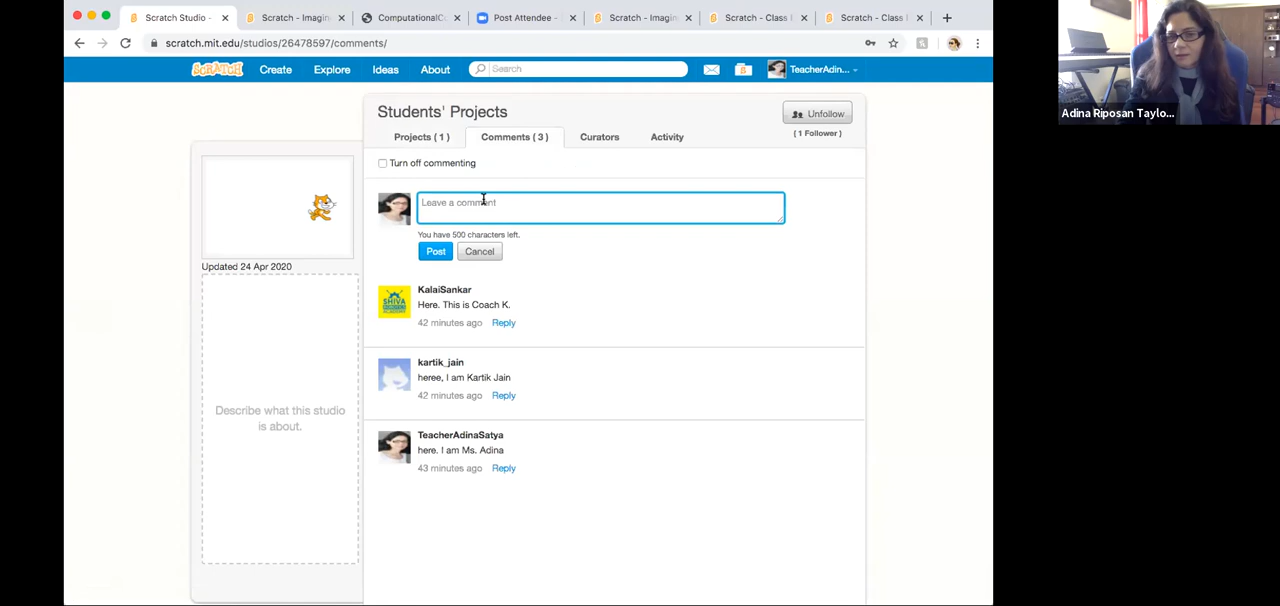 Scratch Studio -
Scratch - Imagin
ComputationalCo
Post Attendee -
Scratch - Imagin
Scratch - Class
Scratch - Class
scratch.mit.edu/studios/26478597/comments/
SCRATCH
Create
Explore
Ideas
About
Search
TeacherAdin...
Adina Riposan Taylo...
Students' Projects
Unfollow
Projects ( 1 )
Comments ( 3 )
Curators
Activity
( 1 Follower )
Turn off commenting
Leave a comment
You have 500 characters left.
Post
Cancel
Updated 24 Apr 2020
Describe what this studio
is about.
SHIVA
ACADEMY
KalaiSankar
Here. This is Coach K.
42 minutes ago Reply
kartik_jain
heree, I am Kartik Jain
42 minutes ago Reply
TeacherAdinaSatya
here. I am Ms. Adina
43 minutes ago Reply